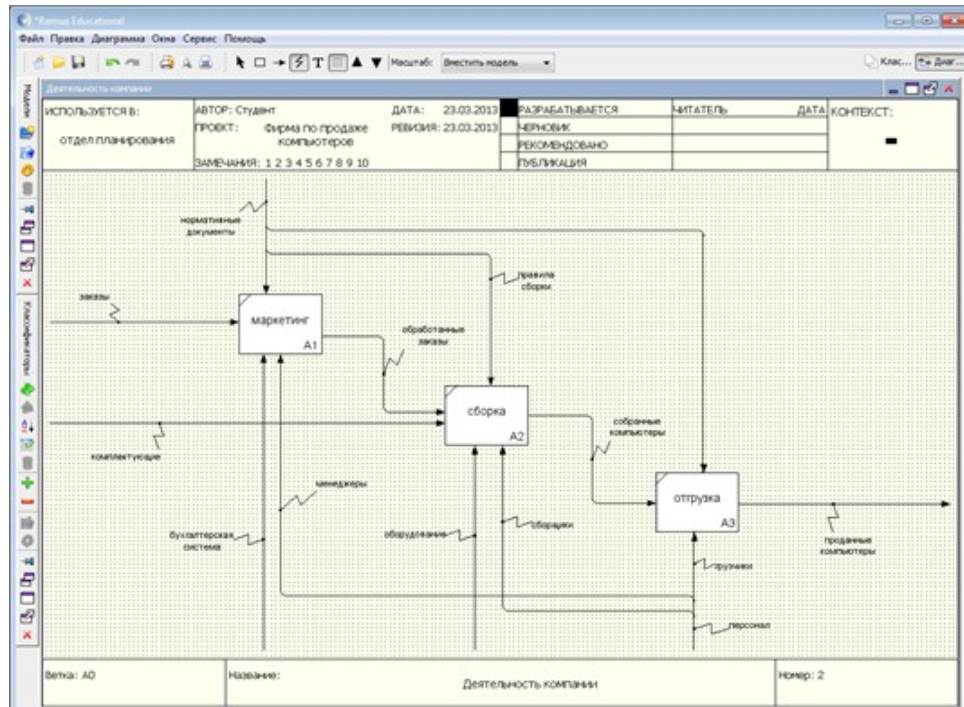 *Ramus Educational
Файл Правка Диаграмма Окна Сервис Помощь
Масштаб: Вместить модель
Клас... Диаг...
Деятельность компании
Модели
Классификаторы
ИСПОЛЬЗУЕТСЯ В:
отдел планирования
АВТОР: Студент
ДАТА: 23.03.2013
ПРОЕКТ: Фирма по продаже
компьютеров
РЕВИЗИЯ: 23.03.2013
ЗАМЕЧАНИЯ: 1 2 3 4 5 6 7 8 9 10
РАЗРАБАТЫВАЕТСЯ
ЧЕРНОВИК
РЕКОМЕНДОВАНО
ПУБЛИКАЦИЯ
ЧИТАТЕЛЬ ДАТА
КОНТЕКСТ:
нормативные
документы
правила
сборки
заказы
маркетинг
A1
обработанные
заказы
сборка
A2
собранные
компьютеры
комплектующие
менеджеры
отгрузка
A3
бухгалтерская
система
оборудование
сборщики
проданные
компьютеры
грузчики
персонал
Ветка: A0
Название:
Деятельность компании
Номер: 2